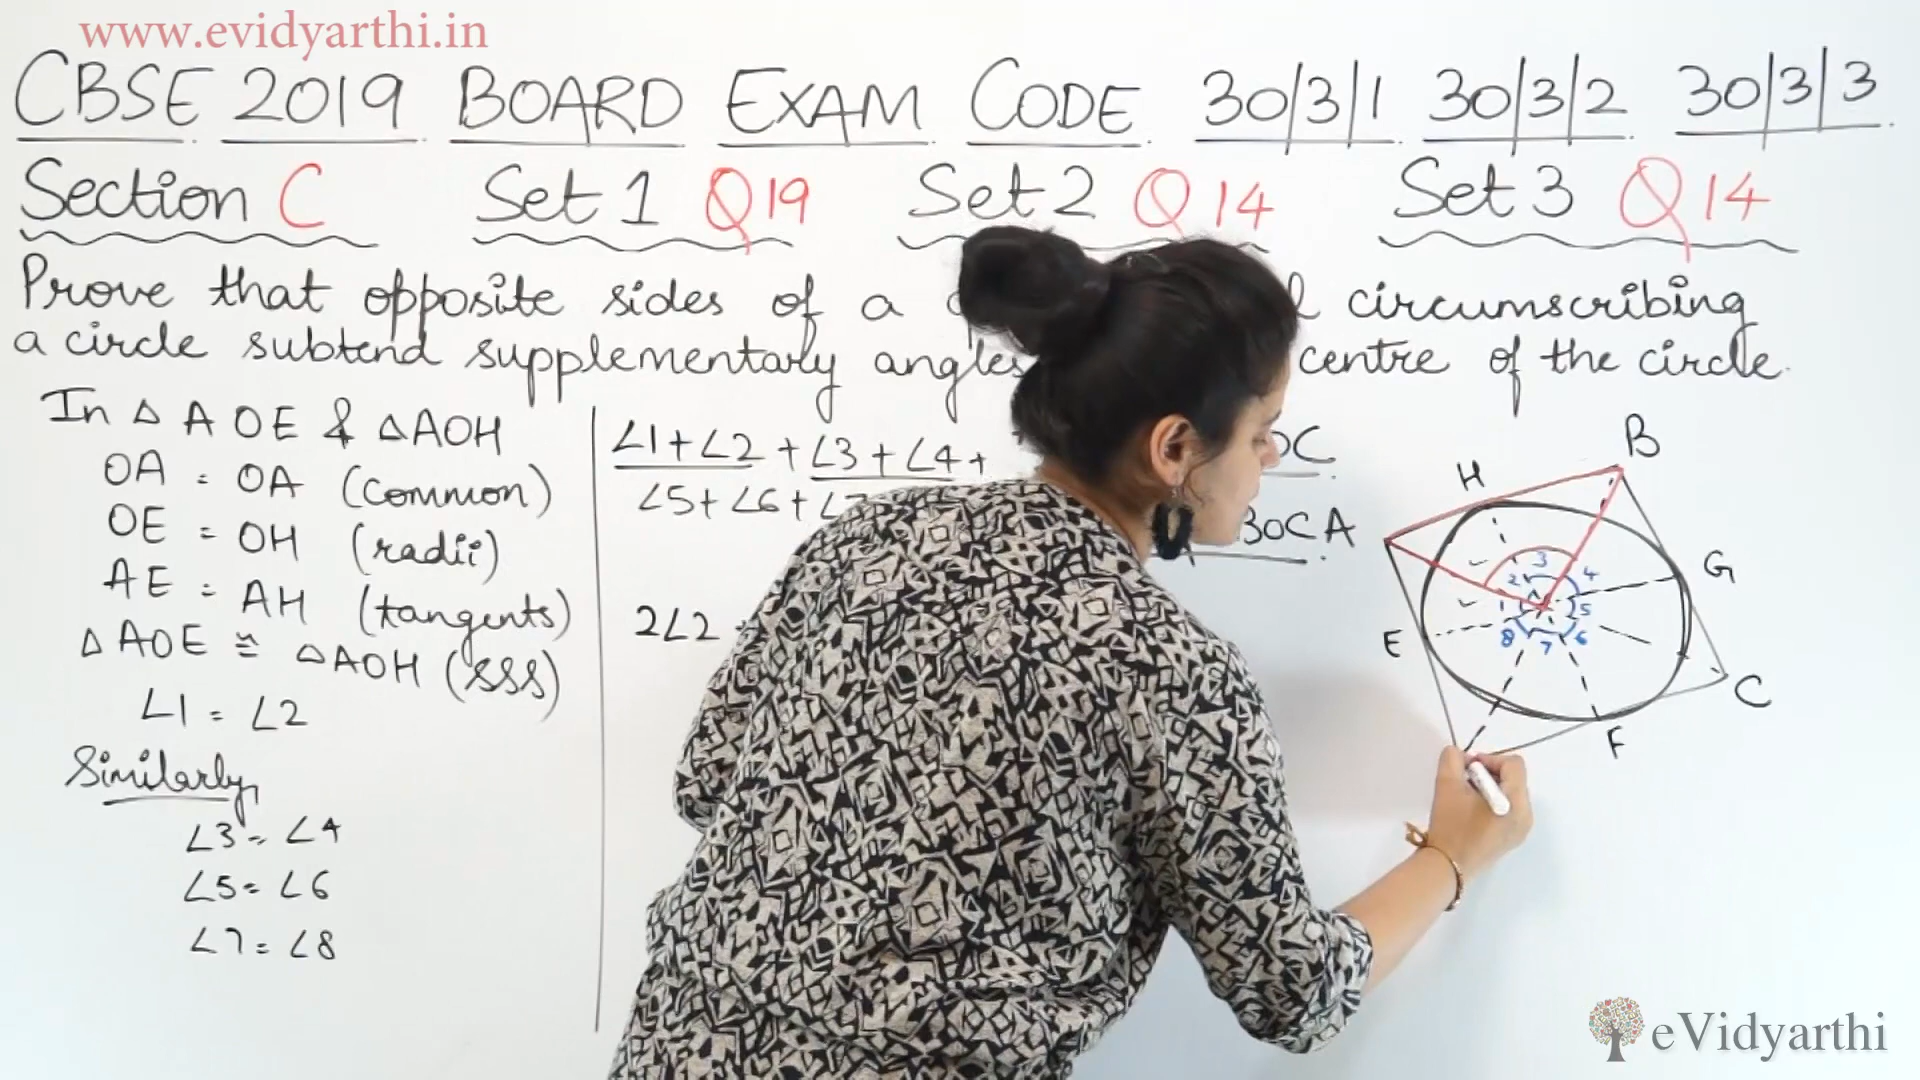 www.evidyarthi.in
CBSE 2019 BOARD EXAM CODE 30/3/1 30/3/2 30/3/3
Section C Set 1 Q19 Set 2 Q14 Set 3 Q14
Prove that opposite sides of a circumscribing
a circle subtend supplementary angles centre of the circle.
In △ AOE & △AOH
OA = OA (common)
OE = OH (radii)
AE = AH (tangents)
△AOE ≅ △AOH (SSS)
∠1 = ∠2
Similarly,
∠3 = ∠4
∠5 = ∠6
∠7 = ∠8
∠1 + ∠2 + ∠3 + ∠4 +
∠5 + ∠6 +
2∠2
OC
A
B
H
G
E
C
F
1 2 3 4 5 6 7 8
eVidyarthi